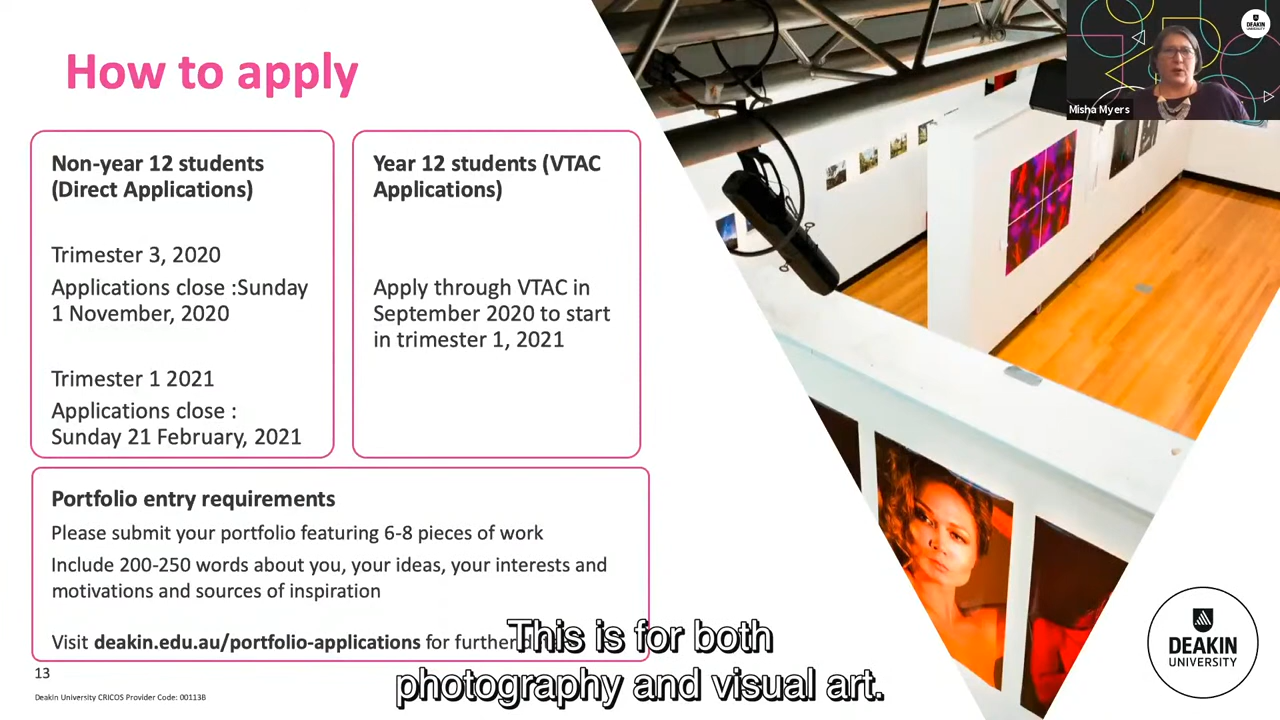 How to apply
Non-year 12 students
(Direct Applications)
Trimester 3, 2020
Applications close :Sunday
1 November, 2020
Trimester 1 2021
Applications close :
Sunday 21 February, 2021
Year 12 students (VTAC
Applications)
Apply through VTAC in
September 2020 to start
in trimester 1, 2021
Portfolio entry requirements
Please submit your portfolio featuring 6-8 pieces of work
Include 200-250 words about you, your ideas, your interests and
motivations and sources of inspiration
Visit deakin.edu.au/portfolio-applications for further
This is for both
photography and visual art.
13
Deakin University CRICOS Provider Code: 00113B
Misha Myers
DEAKIN
UNIVERSITY
DEAKIN
UNIVERSITY